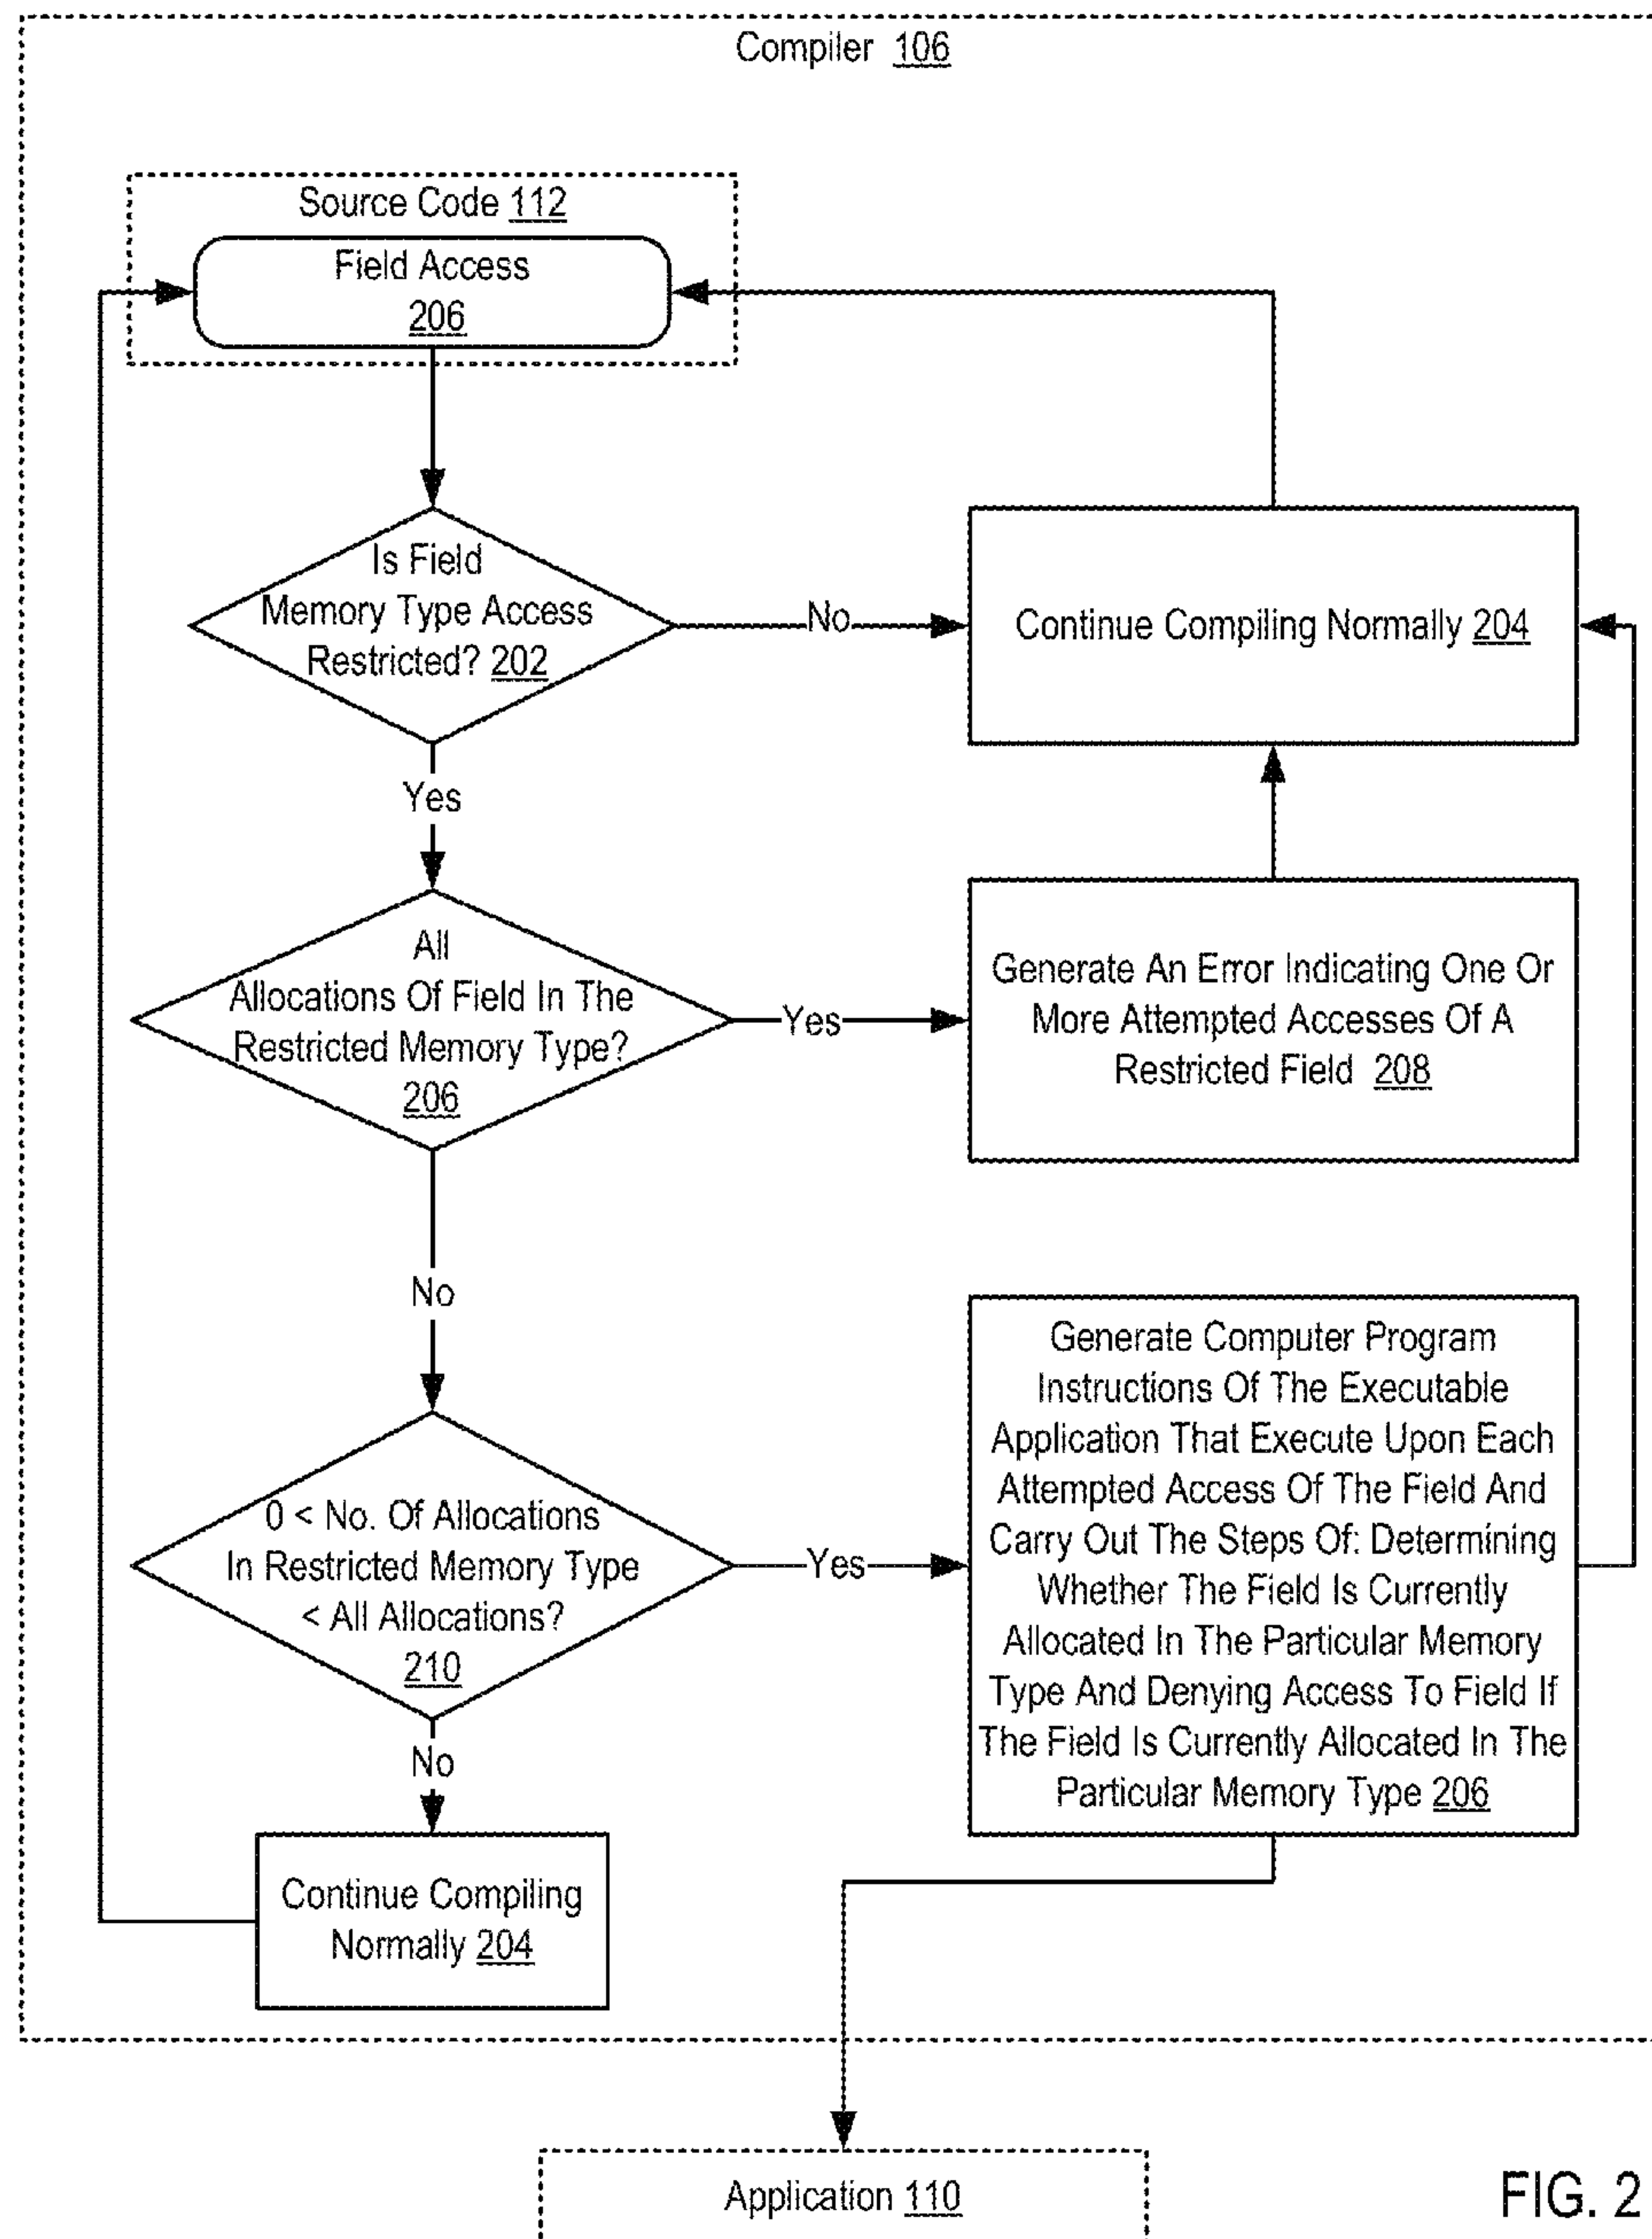 Compiler 106
Source Code 112
Field Access
206
Is Field
Memory Type Access
Restricted? 202
No
Continue Compiling Normally 204
Yes
All
Allocations Of Field In The
Restricted Memory Type?
206
Yes
Generate An Error Indicating One Or
More Attempted Accesses Of A
Restricted Field 208
No
0 < No. Of Allocations
In Restricted Memory Type
< All Allocations?
210
Yes
Generate Computer Program
Instructions Of The Executable
Application That Execute Upon Each
Attempted Access Of The Field And
Carry Out The Steps Of: Determining
Whether The Field Is Currently
Allocated In The Particular Memory
Type And Denying Access To Field If
The Field Is Currently Allocated In The
Particular Memory Type 206
No
Continue Compiling
Normally 204
Application 110
FIG. 2